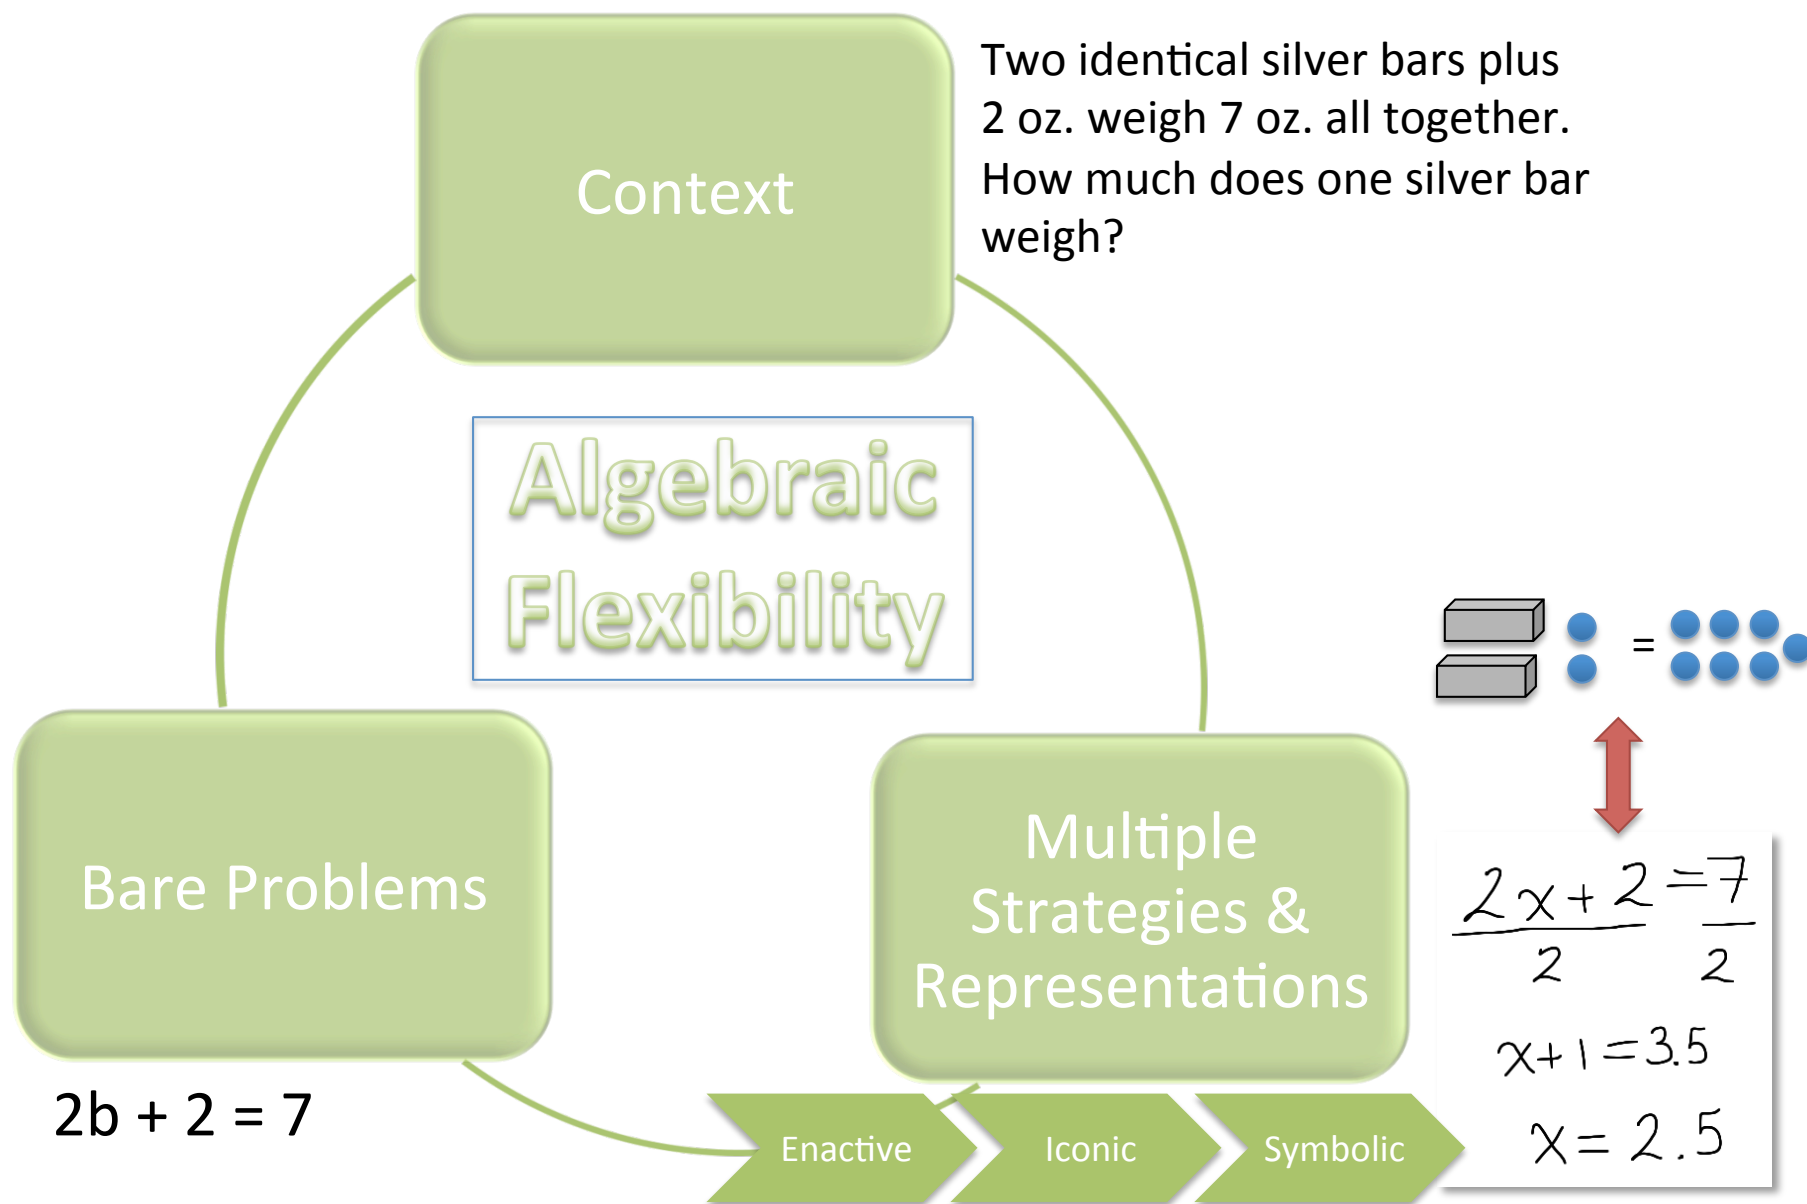 Context
Two identical silver bars plus
2 oz. weigh 7 oz. all together.
How much does one silver bar
weigh?
Algebraic
Flexibility
=
Bare Problems
2b + 2 = 7
Multiple
Strategies &
Representations
Enactive
Iconic
Symbolic
2x + 2 = 7
2 2
x + 1 = 3.5
x = 2.5